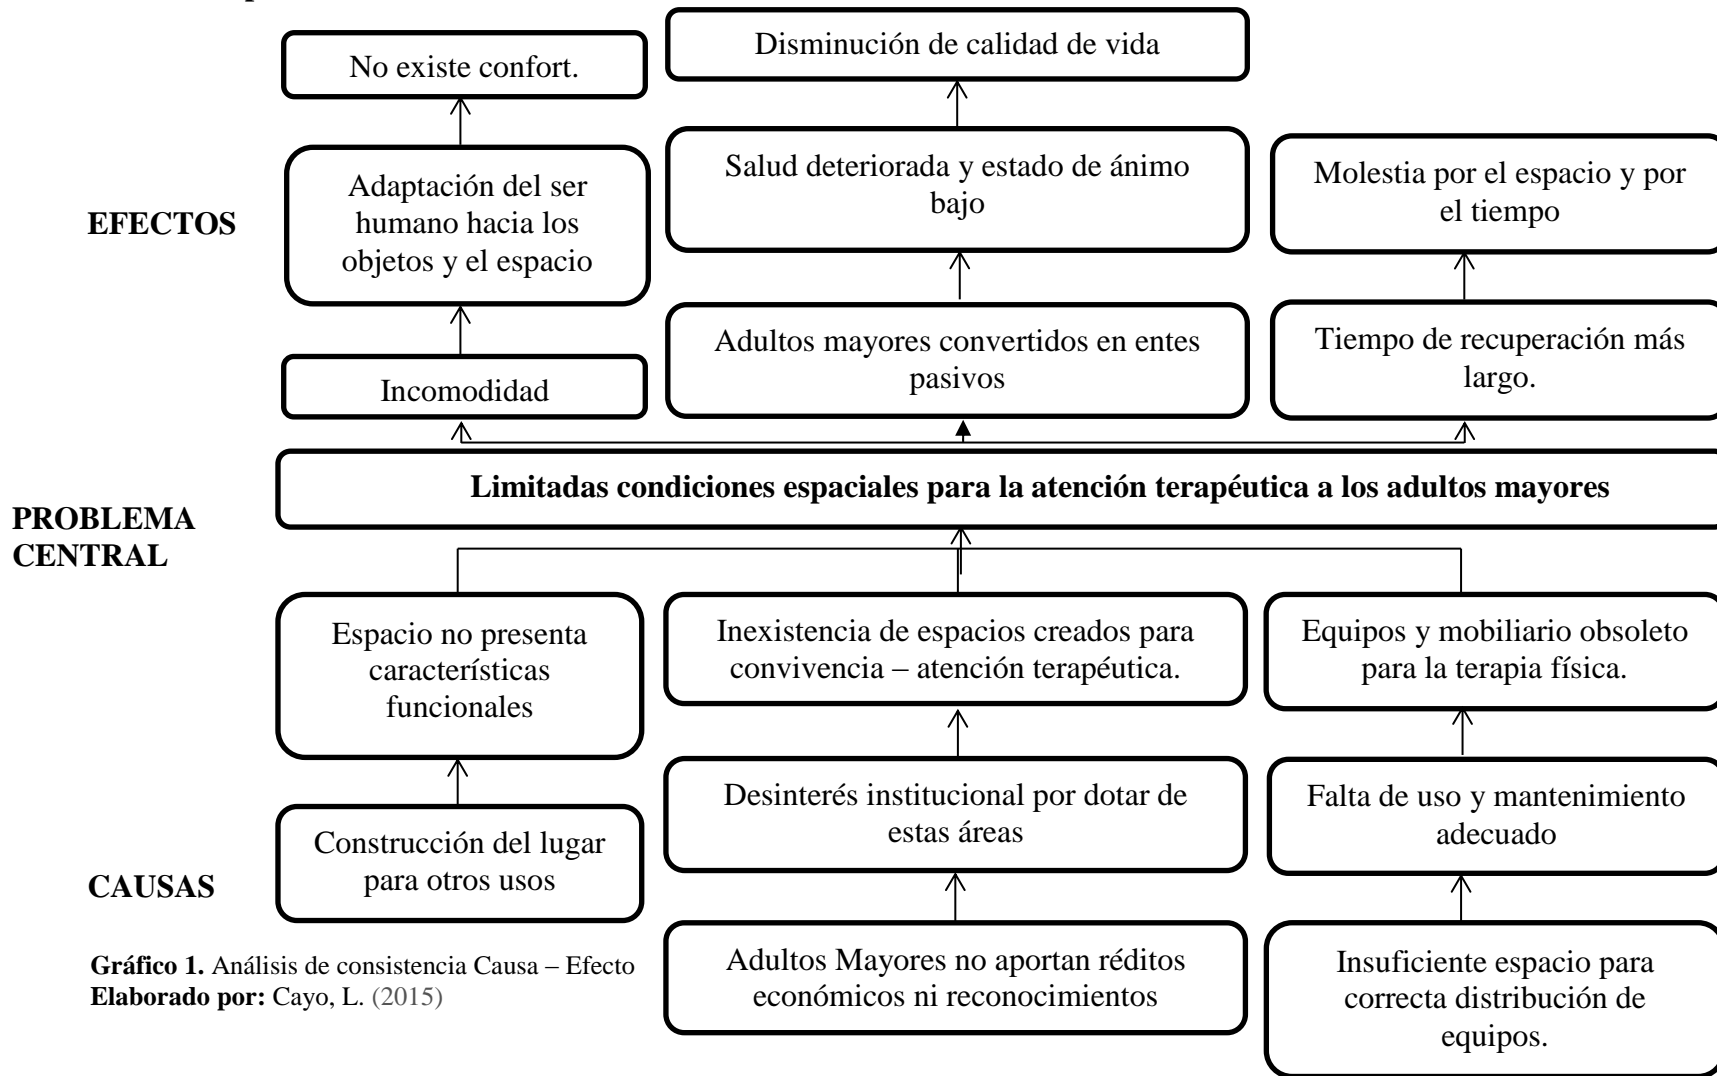 Disminución de calidad de vida
No existe confort.
Salud deteriorada y estado de ánimo
bajo
Molestia por el espacio y por
el tiempo
Adaptación del ser
humano hacia los
objetos y el espacio
EFECTOS
Adultos mayores convertidos en entes
pasivos
Tiempo de recuperación más
largo.
Incomodidad
Limitadas condiciones espaciales para la atención terapéutica a los adultos mayores
PROBLEMA
CENTRAL
Espacio no presenta
características
funcionales
Inexistencia de espacios creados para
convivencia – atención terapéutica.
Equipos y mobiliario obsoleto
para la terapia física.
Desinterés institucional por dotar de
estas áreas
Falta de uso y mantenimiento
adecuado
Construcción del lugar
para otros usos
CAUSAS
Adultos Mayores no aportan réditos
económicos ni reconocimientos
Insuficiente espacio para
correcta distribución de
equipos.
Gráfico 1. Análisis de consistencia Causa – Efecto
Elaborado por: Cayo, L. (2015)